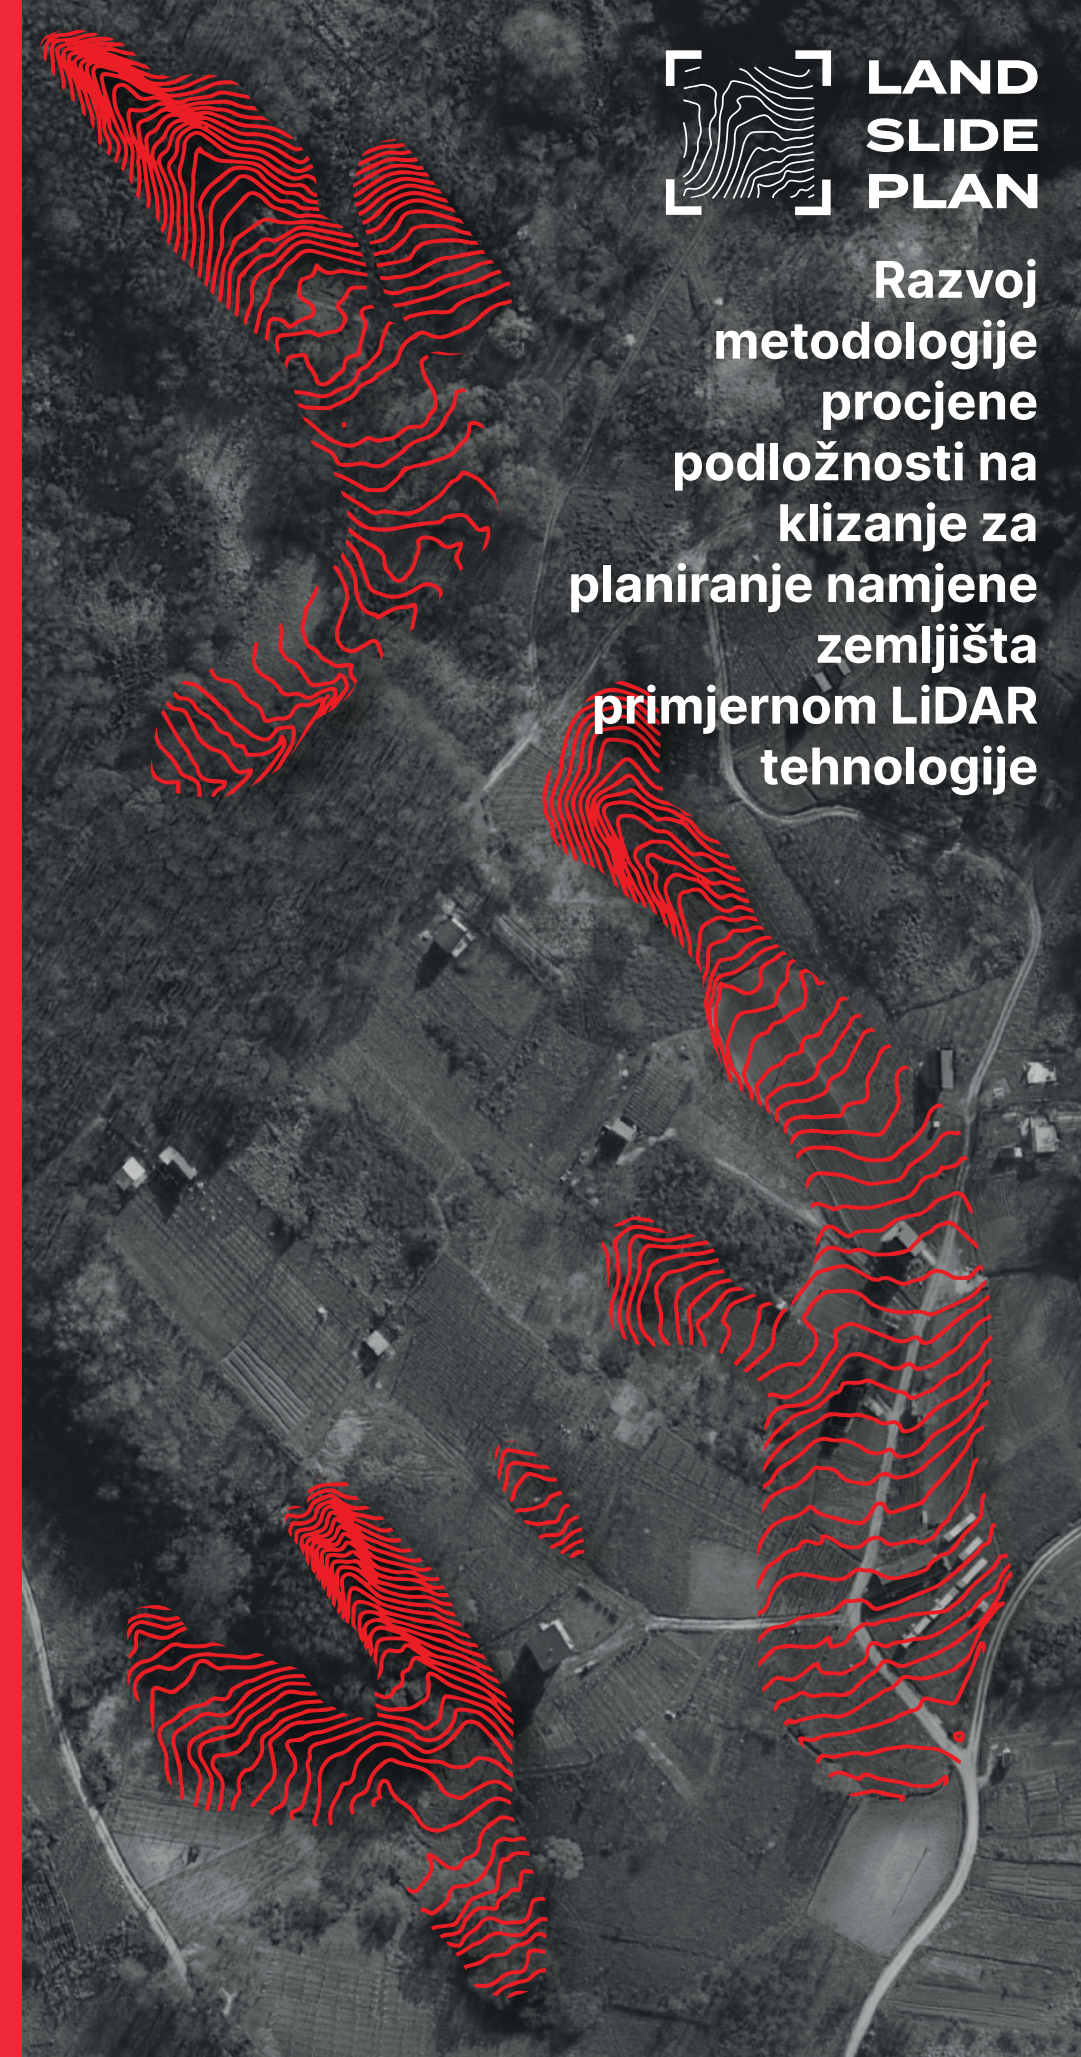 LAND
SLIDE
PLAN
Razvoj
metodologije
procjene
podložnosti na
klizanje za
planiranje namjene
zemljišta
primjernom LiDAR
tehnologije